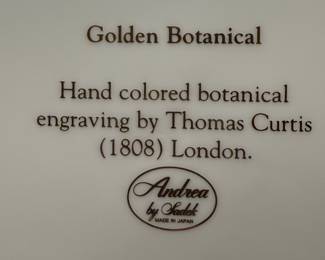 Golden Botanical
Hand colored botanical
engraving by Thomas Curtis
(1808) London.
Andrea
by Sadek
MADE IN JAPAN